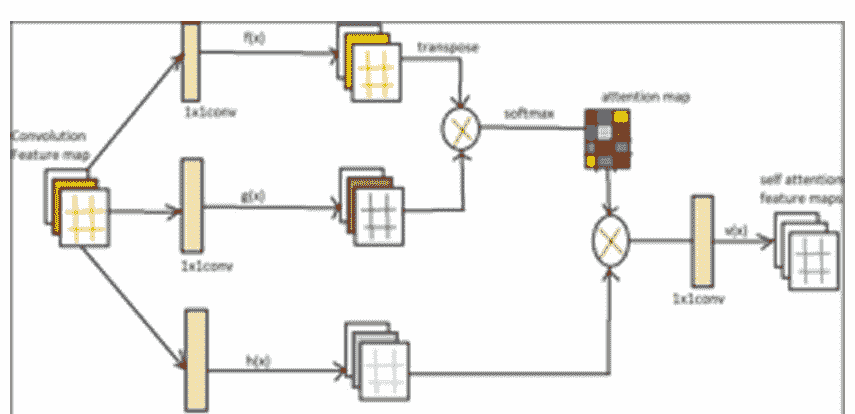 f(x)
transpose
1x1conv
softmax
attention map
Convolution
Feature map
g(x)
1x1conv
self attention
feature maps
v(x)
1x1conv
h(x)